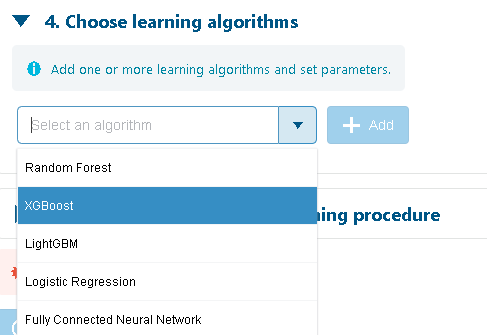 4. Choose learning algorithms
Add one or more learning algorithms and set parameters.
Select an algorithm
Add
Random Forest
XGBoost
ning procedure
LightGBM
Logistic Regression
Fully Connected Neural Network